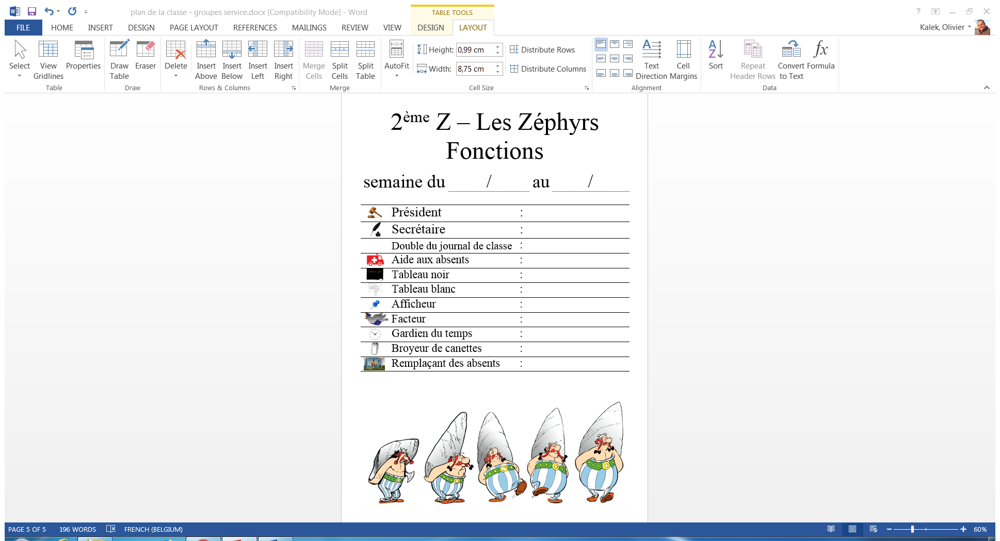 plan de la classe - groupes service.docx [Compatibility Mode] - Word
TABLE TOOLS
?
FILE HOME INSERT DESIGN PAGE LAYOUT REFERENCES MAILINGS REVIEW VIEW DESIGN LAYOUT
Kalek, Olivier
Select
View Gridlines
Properties
Table
Draw Table
Eraser
Draw
Delete
Insert Above
Insert Below
Insert Left
Insert Right
Rows & Columns
Merge Cells
Split Cells
Split Table
Merge
AutoFit
Height: 0,99 cm
Width: 8,75 cm
Distribute Rows
Distribute Columns
Cell Size
Text Direction
Cell Margins
Alignment
A Z
Sort
Repeat Header Rows
Convert to Text
fx
Formula
Data
2ème Z – Les Zéphyrs
Fonctions
semaine du / au /
Président :
Secrétaire :
Double du journal de classe :
Aide aux absents :
Tableau noir :
Tableau blanc :
Afficheur :
Facteur :
Gardien du temps :
Broyeur de canettes :
Remplaçant des absents :
PAGE 5 OF 5 196 WORDS FRENCH (BELGIUM)
60%